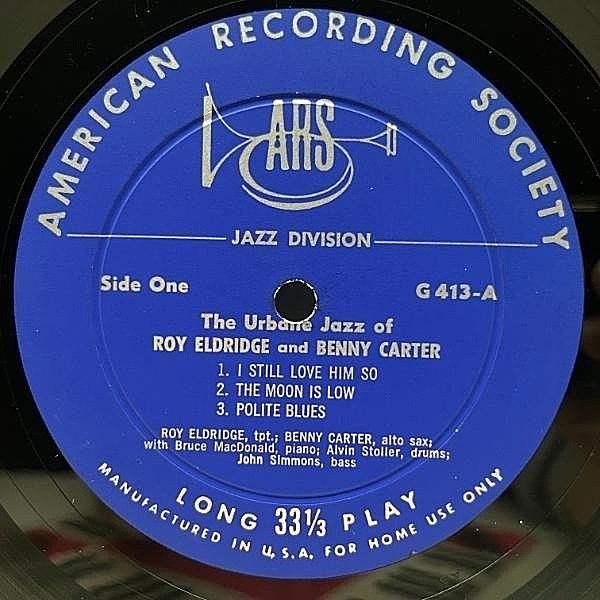 AMERICAN RECORDING SOCIETY
ARS
JAZZ DIVISION
Side One
G 413-A
The Urbane Jazz of
ROY ELDRIDGE and BENNY CARTER
1. I STILL LOVE HIM SO
2. THE MOON IS LOW
3. POLITE BLUES
ROY ELDRIDGE, tpt.; BENNY CARTER, alto sax;
with Bruce MacDonald, piano; Alvin Stoller, drums;
John Simmons, bass
LONG 33⅓ PLAY
MANUFACTURED IN U.S.A. FOR HOME USE ONLY